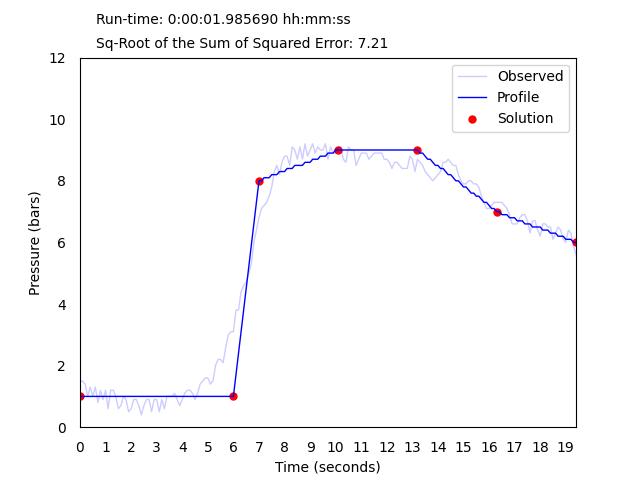 Run-time: 0:00:01.985690 hh:mm:ss
Sq-Root of the Sum of Squared Error: 7.21
12
10
8
6
4
2
0
Pressure (bars)
Observed
Profile
Solution
0 1 2 3 4 5 6 7 8 9 10 11 12 13 14 15 16 17 18 19
Time (seconds)